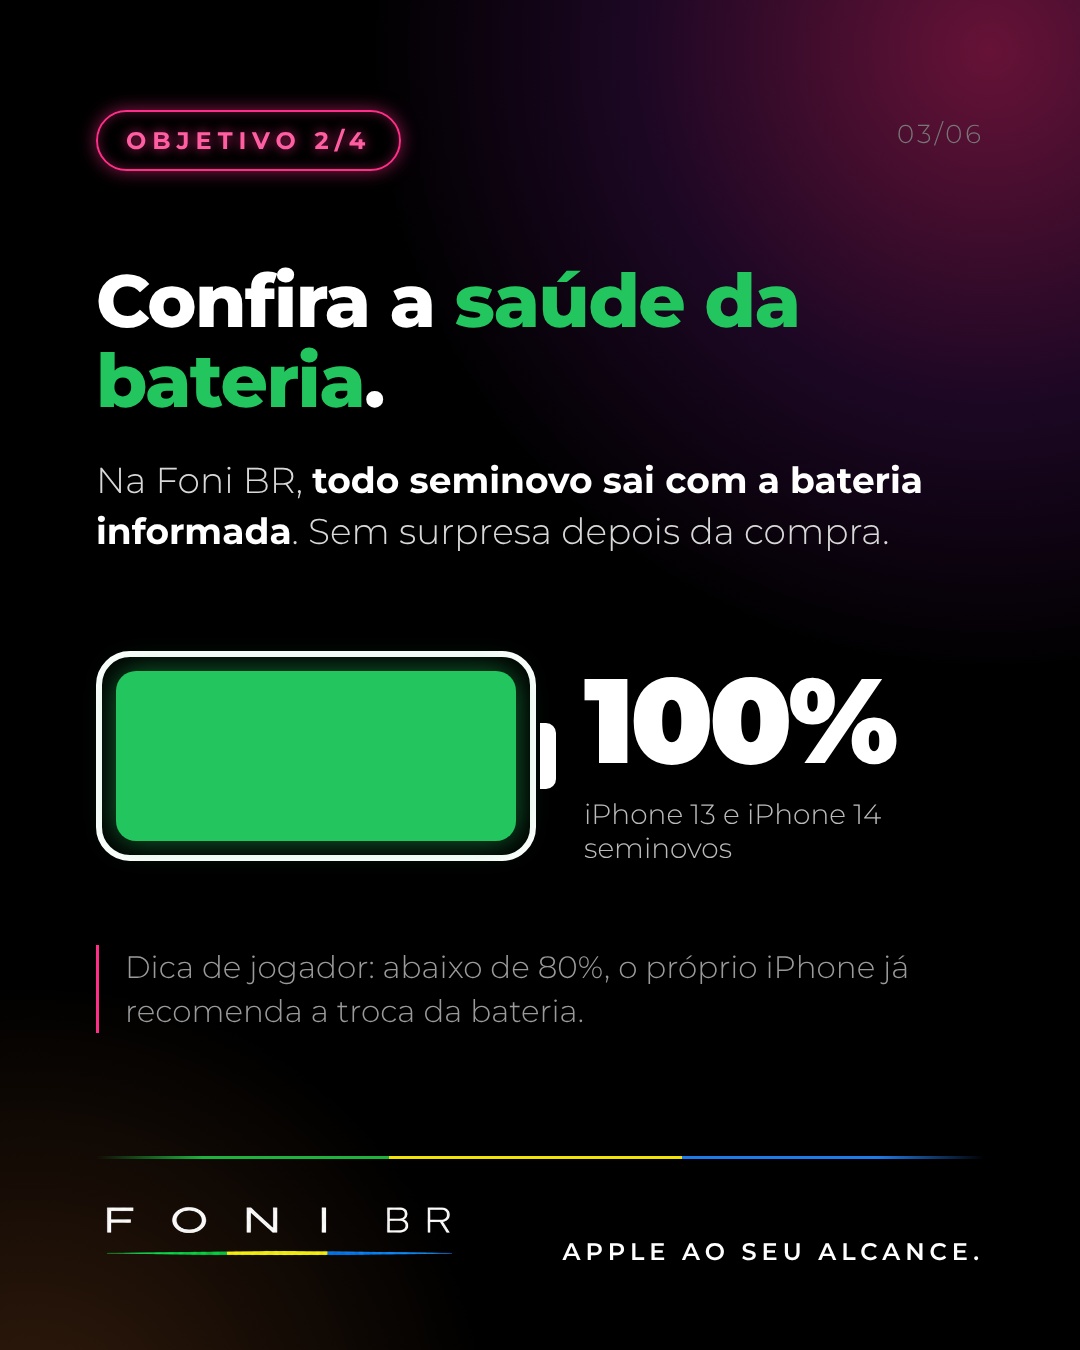 OBJETIVO 2/4
03/06
Confira a saúde da
bateria.
Na Foni BR, todo seminovo sai com a bateria
informada. Sem surpresa depois da compra.
100%
iPhone 13 e iPhone 14
seminovos
Dica de jogador: abaixo de 80%, o próprio iPhone já
recomenda a troca da bateria.
FONI BR
APPLE AO SEU ALCANCE.